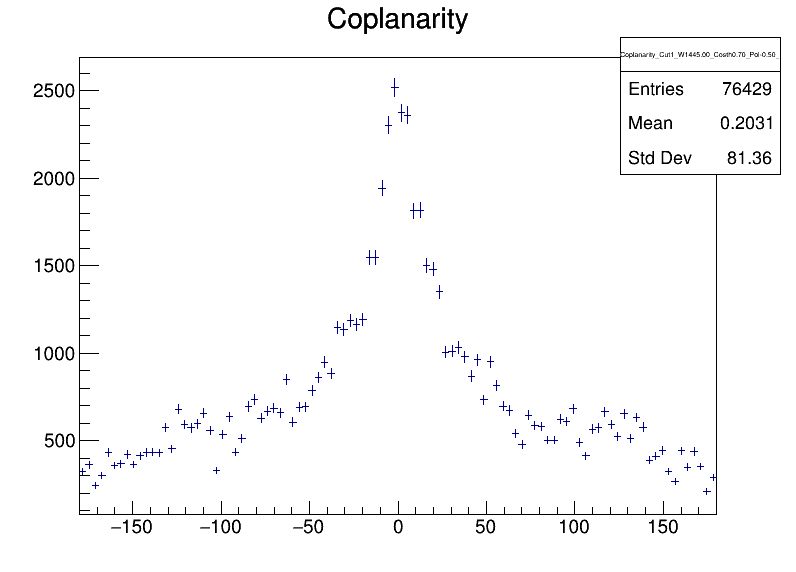 Coplanarity
Coplanarity_Cut1_W1445.00_Costh0.70_Pol-0.50_
Entries 76429
Mean 0.2031
Std Dev 81.36
2500
2000
1500
1000
500
−150 −100 −50 0 50 100 150